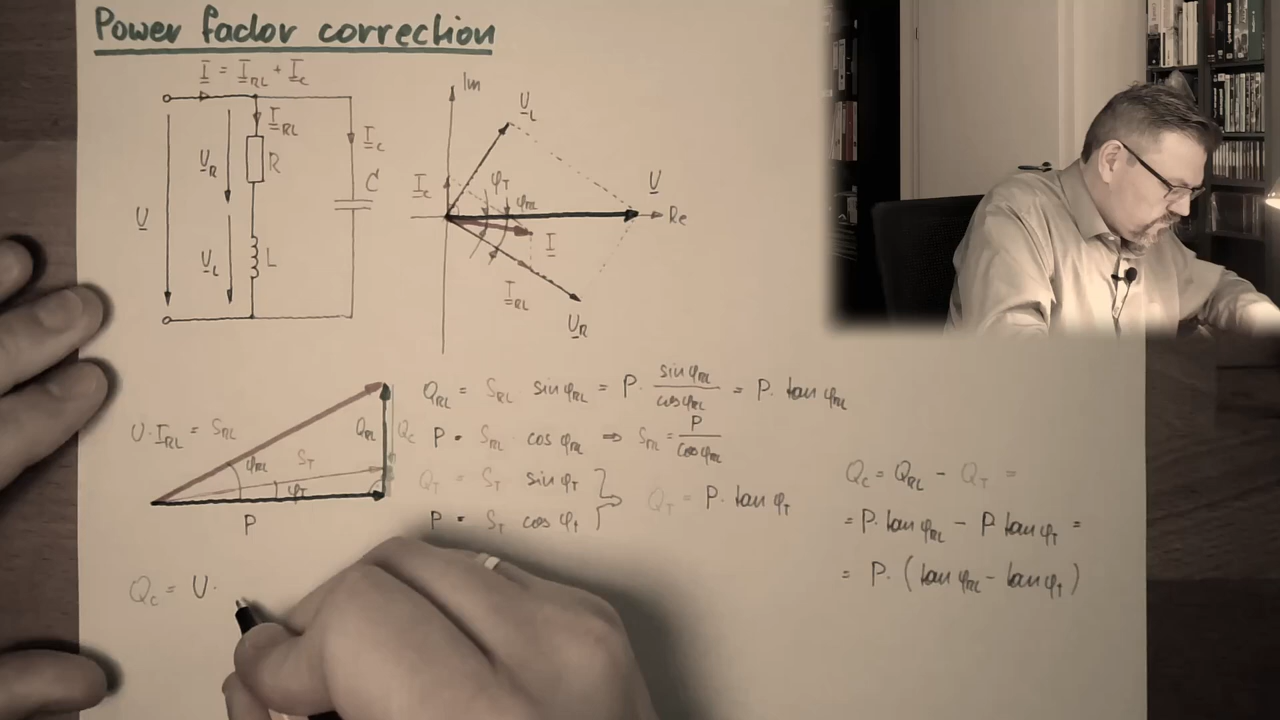 Power factor correction
I = I_RL + I_C
I_RL
U_R
R
I_C
C
U
U_L
L
Im
U_L
I_C
φ_T
φ_RL
U
Re
I
I_RL
U_R
U·I_RL = S_RL
φ_RL
S_T
φ_T
P
Q_RL
Q_C
Q_RL = S_RL sin φ_RL = P · sin φ_RL / cos φ_RL = P · tan φ_RL
P = S_RL · cos φ_RL ⇒ S_RL = P / cos φ_RL
Q_T = S_T sin φ_T
P = S_T cos φ_T
Q_T = P · tan φ_T
Q_C = Q_RL - Q_T =
= P · tan φ_RL - P tan φ_T =
= P · (tan φ_RL - tan φ_T)
Q_C = U ·